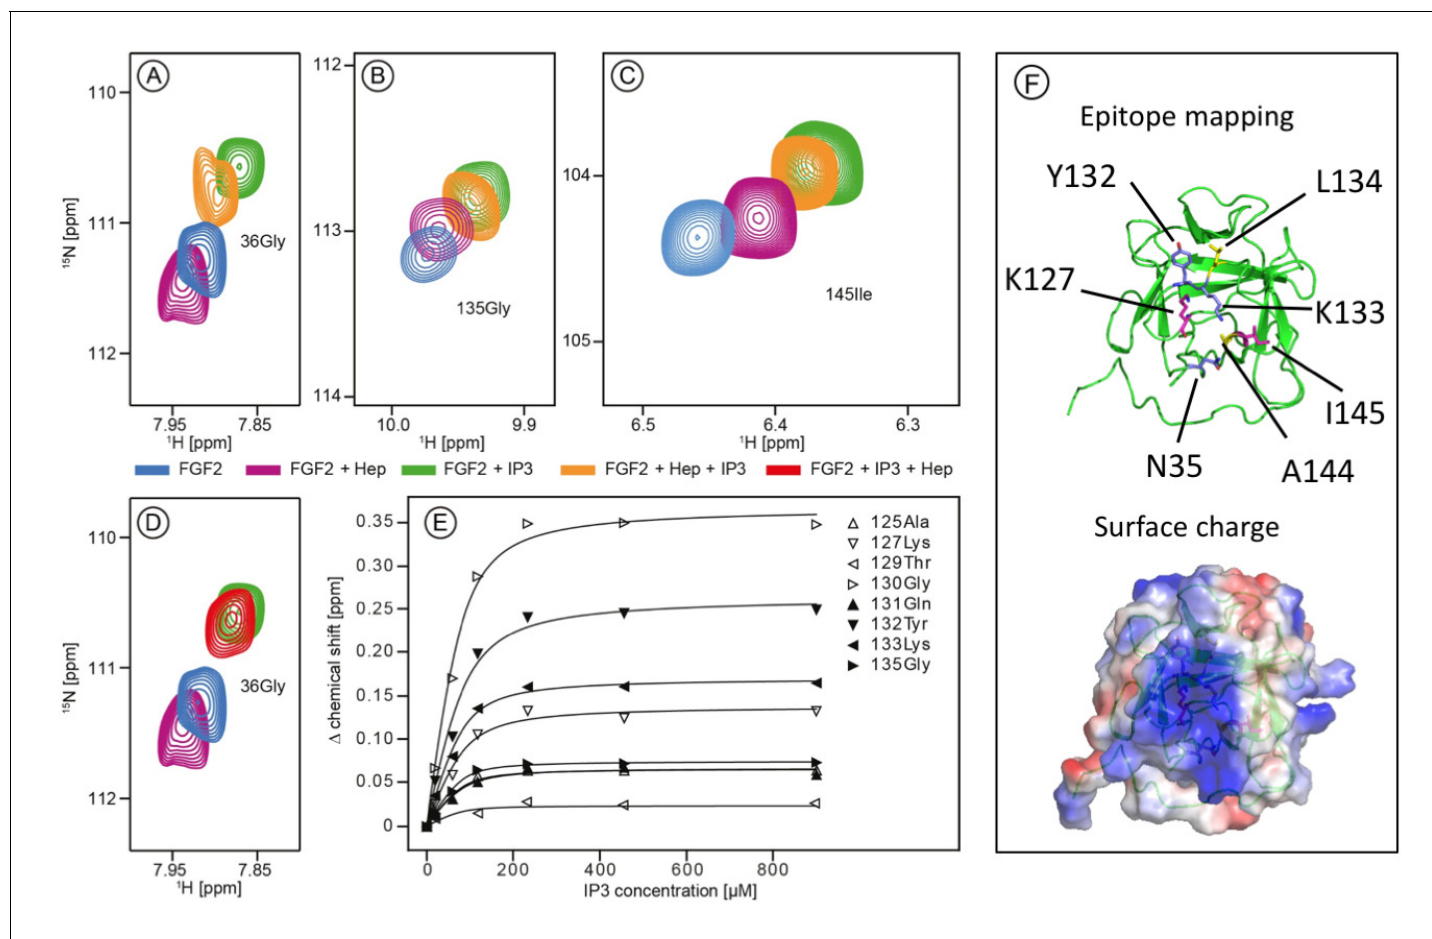 A
110
111
112
¹⁵N [ppm]
36Gly
7.95
7.85
¹H [ppm]
B
112
113
114
135Gly
10.0
9.9
¹H [ppm]
C
104
105
145Ile
6.5
6.4
6.3
¹H [ppm]
FGF2
FGF2 + Hep
FGF2 + IP3
FGF2 + Hep + IP3
FGF2 + IP3 + Hep
D
110
111
112
¹⁵N [ppm]
36Gly
7.95
7.85
¹H [ppm]
E
Δ chemical shift [ppm]
0.35
0.30
0.25
0.20
0.15
0.10
0.05
0
0
200
400
600
800
IP3 concentration [µM]
125Ala
127Lys
129Thr
130Gly
131Gln
132Tyr
133Lys
135Gly
F
Epitope mapping
Y132
L134
K127
K133
I145
N35
A144
Surface charge